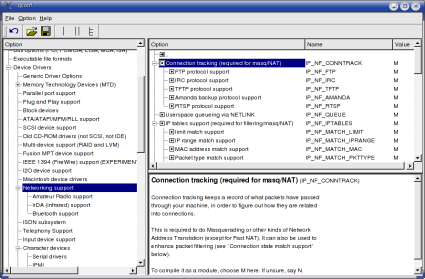 qconf
File Option Help
Option
Executable file formats
Device Drivers
Generic Driver Options
Memory Technology Devices (MTD)
Parallel port support
Plug and Play support
Block devices
ATA/ATAPI/MFM/RLL support
SCSI device support
Old CD-ROM drivers (not SCSI, not IDE)
Multi-device support (RAID and LVM)
Fusion MPT device support
IEEE 1394 (FireWire) support (EXPERIMENT
I2O device support
Macintosh device drivers
Networking support
Amateur Radio support
IrDA (infrared) support
Bluetooth support
ISDN subsystem
Telephony Support
Input device support
Character devices
Serial drivers
IPMI
Option Name Value
Connection tracking (required for masq/NAT) IP_NF_CONNTRACK M
FTP protocol support IP_NF_FTP M
IRC protocol support IP_NF_IRC M
TFTP protocol support IP_NF_TFTP M
Amanda backup protocol support IP_NF_AMANDA M
PITSP protocol support IP_NF_PITSP M
Userspace queueing via NETLINK IP_NF_QUEUE M
IP tables support (required for filtering/masq/NAT) IP_NF_IPTABLES M
limit match support IP_NF_MATCH_LIMIT M
IP range match support IP_NF_MATCH_IPRANGE M
MAC address match support IP_NF_MATCH_MAC M
Packet type match support IP_NF_MATCH_PKTTYPE M
Connection tracking (required for masq/NAT) (IP_NF_CONNTRACK)
Connection tracking keeps a record of what packets have passed
through your machine, in order to figure out how they are related
into connections.
This is required to do Masquerading or other kinds of Network
Address Translation (except for Fast NAT). It can also be used to
enhance packet filtering (see `Connection state match support'
below).
To compile it as a module, choose M here. If unsure, say N.